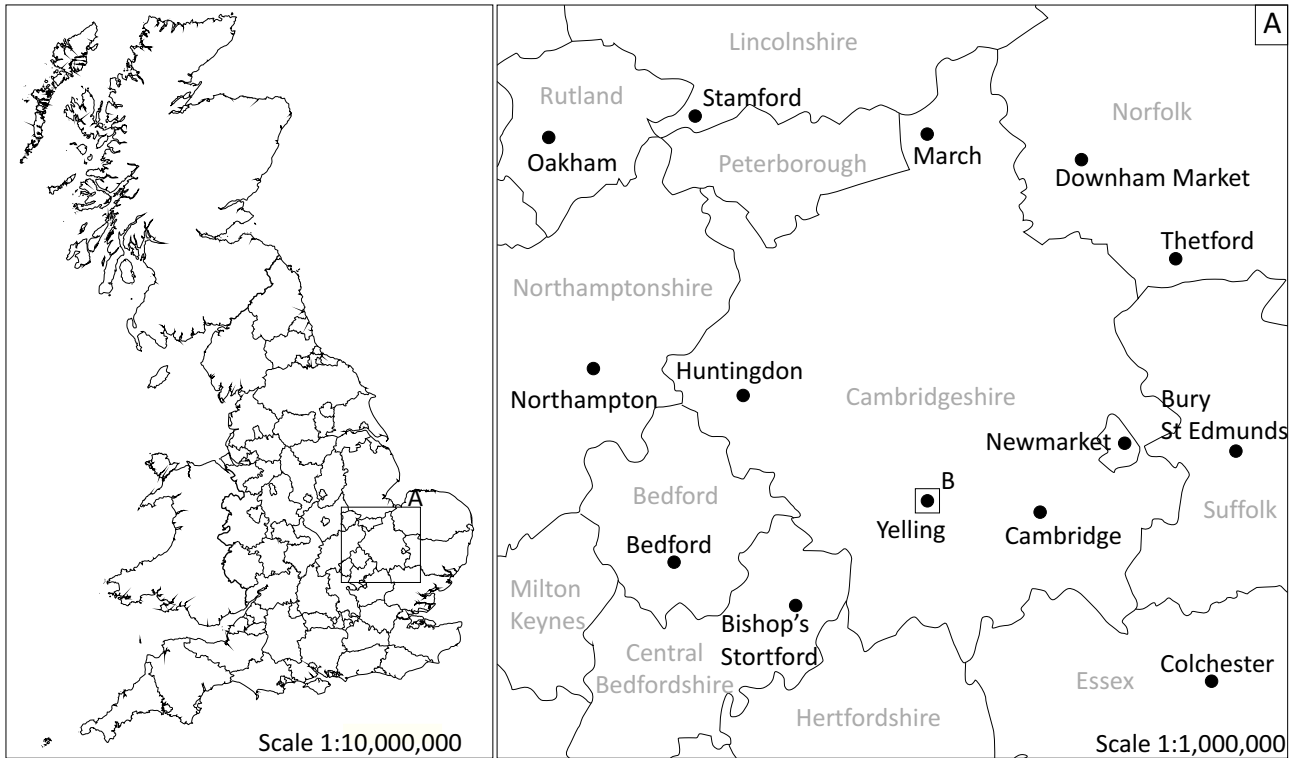 A
Scale 1:10,000,000
A
Lincolnshire
Rutland
Stamford
Norfolk
Oakham
Peterborough
March
Downham Market
Thetford
Northamptonshire
Huntingdon
Northampton
Cambridgeshire
Bury
St Edmunds
Newmarket
Bedford
B
Yelling
Suffolk
Cambridge
Bedford
Milton
Keynes
Bishop's
Stortford
Central
Bedfordshire
Colchester
Essex
Hertfordshire
Scale 1:1,000,000